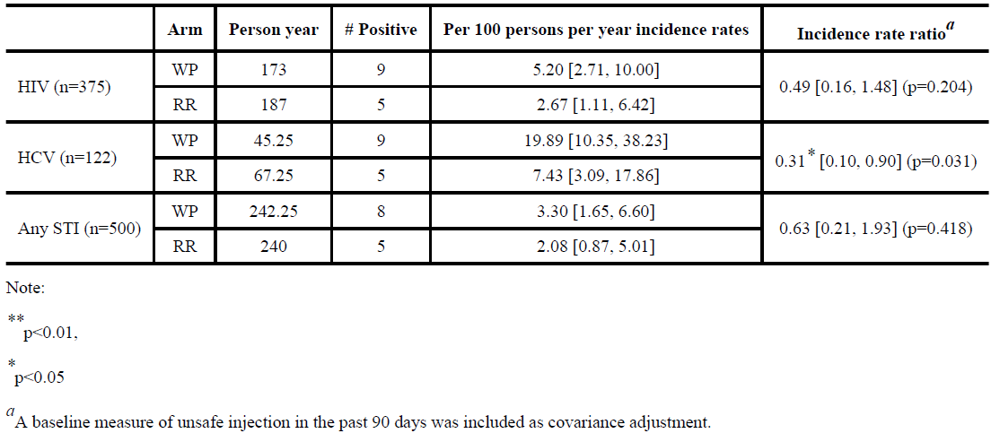 Arm Person year # Positive Per 100 persons per year incidence rates Incidence rate ratio a
HIV (n=375) WP 173 9 5.20 [2.71, 10.00] 0.49 [0.16, 1.48] (p=0.204)
RR 187 5 2.67 [1.11, 6.42]
HCV (n=122) WP 45.25 9 19.89 [10.35, 38.23] 0.31* [0.10, 0.90] (p=0.031)
RR 67.25 5 7.43 [3.09, 17.86]
Any STI (n=500) WP 242.25 8 3.30 [1.65, 6.60] 0.63 [0.21, 1.93] (p=0.418)
RR 240 5 2.08 [0.87, 5.01]
Note:
**p<0.01,
*p<0.05
a A baseline measure of unsafe injection in the past 90 days was included as covariance adjustment.